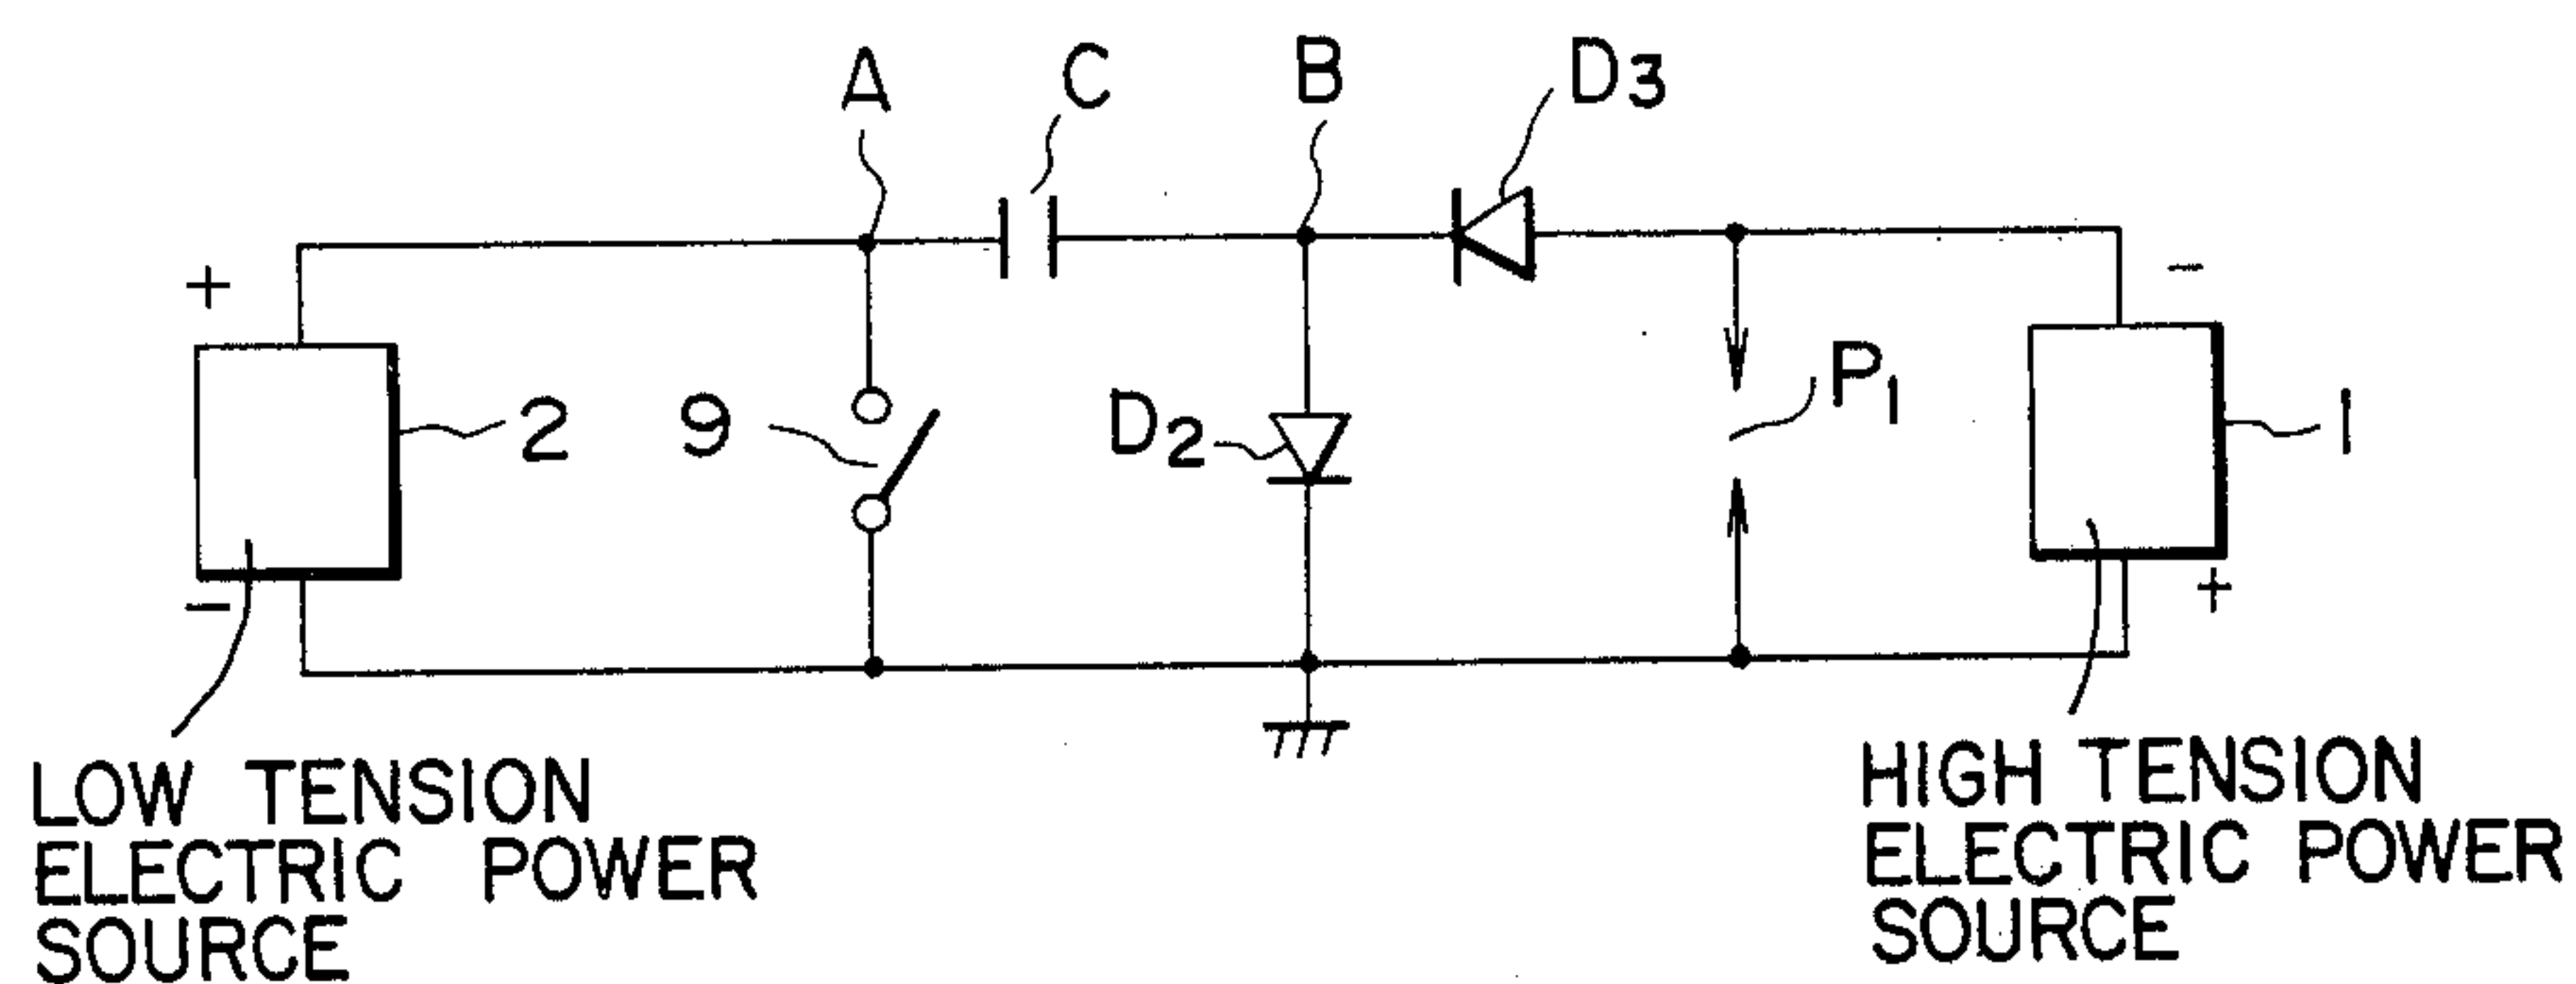 A
C
B
D3
+
-
2
9
D2
P1
1
-
+
LOW TENSION
ELECTRIC POWER
SOURCE
HIGH TENSION
ELECTRIC POWER
SOURCE